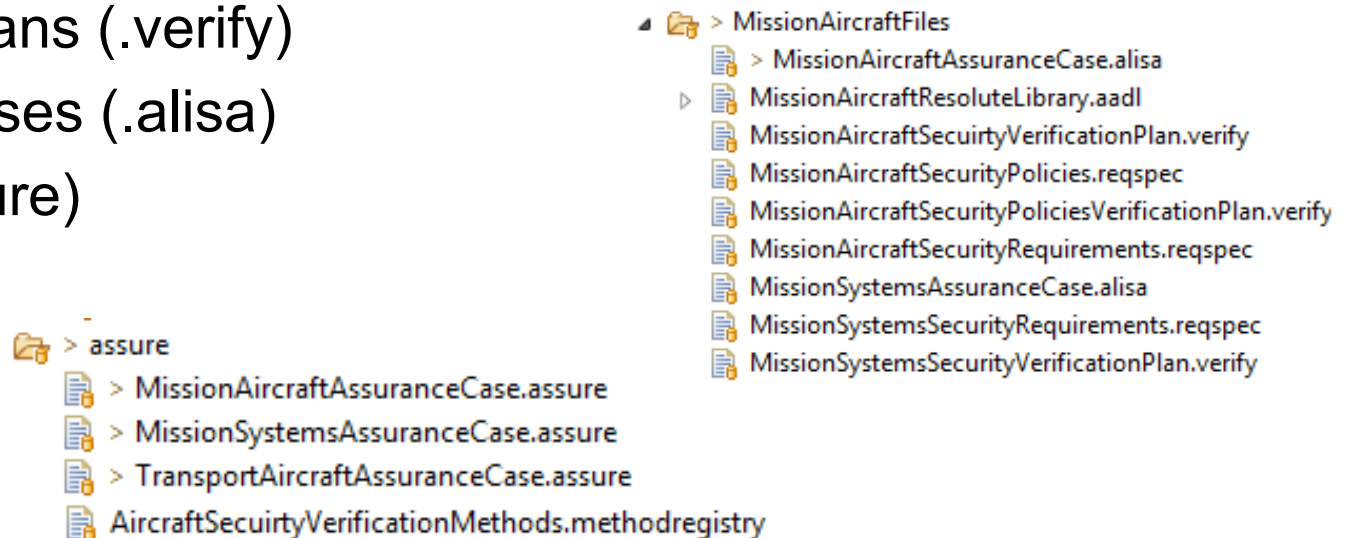 ans (.verify)
ses (.alisa)
ure)
> MissionAircraftFiles
> MissionAircraftAssuranceCase.alisa
MissionAircraftResoluteLibrary.aadl
MissionAircraftSecuirtyVerificationPlan.verify
MissionAircraftSecurityPolicies.reqspec
MissionAircraftSecurityPoliciesVerificationPlan.verify
MissionAircraftSecurityRequirements.reqspec
MissionSystemsAssuranceCase.alisa
MissionSystemsSecurityRequirements.reqspec
MissionSystemsSecurityVerificationPlan.verify
> assure
> MissionAircraftAssuranceCase.assure
> MissionSystemsAssuranceCase.assure
> TransportAircraftAssuranceCase.assure
AircraftSecuirtyVerificationMethods.methodregistry